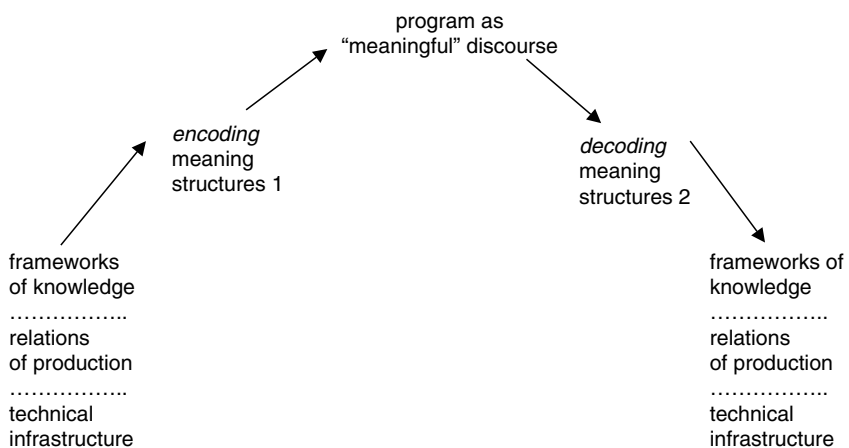 program as
“meaningful” discourse
encoding
meaning
structures 1
decoding
meaning
structures 2
frameworks
of knowledge
……………..
relations
of production
……………..
technical
infrastructure
frameworks of
knowledge
……………..
relations
of production
……………..
technical
infrastructure